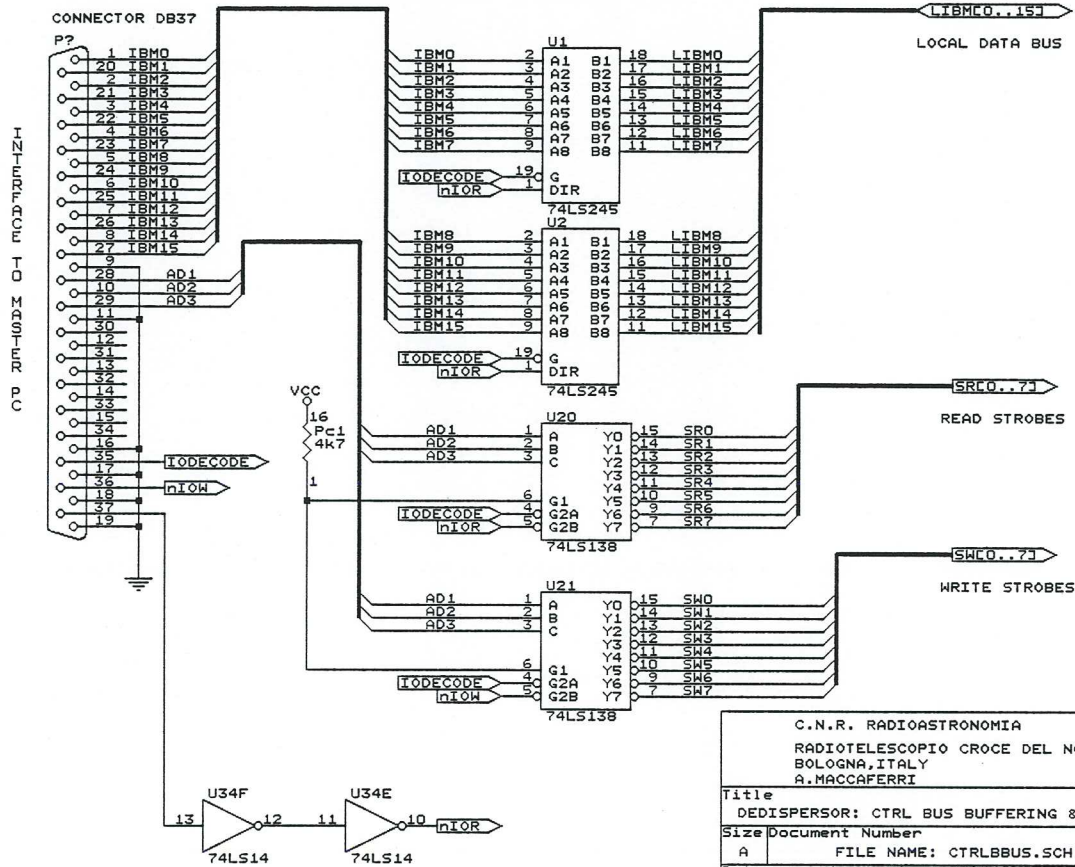 CONNECTOR DB37
P?
INTERFACE TO MASTER PC
1 IBM0
20 IBM1
2 IBM2
21 IBM3
3 IBM4
22 IBM5
4 IBM6
23 IBM7
5 IBM8
24 IBM9
6 IBM10
25 IBM11
7 IBM12
26 IBM13
8 IBM14
27 IBM15
9
28 AD1
10 AD2
29 AD3
11
30
12
31
13
32
14
33
15
34
16
35 IODECODE
17
36 nIOW
18
37
19
U1
IBM0 2 A1 B1 18 LIBM0
IBM1 3 A2 B2 17 LIBM1
IBM2 4 A3 B3 16 LIBM2
IBM3 5 A4 B4 15 LIBM3
IBM4 6 A5 B5 14 LIBM4
IBM5 7 A6 B6 13 LIBM5
IBM6 8 A7 B7 12 LIBM6
IBM7 9 A8 B8 11 LIBM7
IODECODE 19 G
nIOR 1 DIR
74LS245
U2
IBM8 2 A1 B1 18 LIBM8
IBM9 3 A2 B2 17 LIBM9
IBM10 4 A3 B3 16 LIBM10
IBM11 5 A4 B4 15 LIBM11
IBM12 6 A5 B5 14 LIBM12
IBM13 7 A6 B6 13 LIBM13
IBM14 8 A7 B7 12 LIBM14
IBM15 9 A8 B8 11 LIBM15
IODECODE 19 G
nIOR 1 DIR
74LS245
LIBM[0..15]
LOCAL DATA BUS
VCC
16
Pc1
4k7
1
U20
AD1 1 A Y0 15 SR0
AD2 2 B Y1 14 SR1
AD3 3 C Y2 13 SR2
Y3 12 SR3
Y4 11 SR4
6 G1 Y5 10 SR5
IODECODE 4 G2A Y6 9 SR6
nIOR 5 G2B Y7 7 SR7
74LS138
SR[0..7]
READ STROBES
U21
AD1 1 A Y0 15 SW0
AD2 2 B Y1 14 SW1
AD3 3 C Y2 13 SW2
Y3 12 SW3
Y4 11 SW4
6 G1 Y5 10 SW5
IODECODE 4 G2A Y6 9 SW6
nIOW 5 G2B Y7 7 SW7
74LS138
SW[0..7]
WRITE STROBES
U34F
13 12
74LS14
U34E
11 10 nIOR
74LS14
C.N.R. RADIOASTRONOMIA
RADIOTELESCOPIO CROCE DEL
BOLOGNA,ITALY
A.MACCAFERRI
Title
DEDISPERSOR: CTRL BUS BUFFERING &
Size Document Number
A FILE NAME: CTRLBBUS.SCH